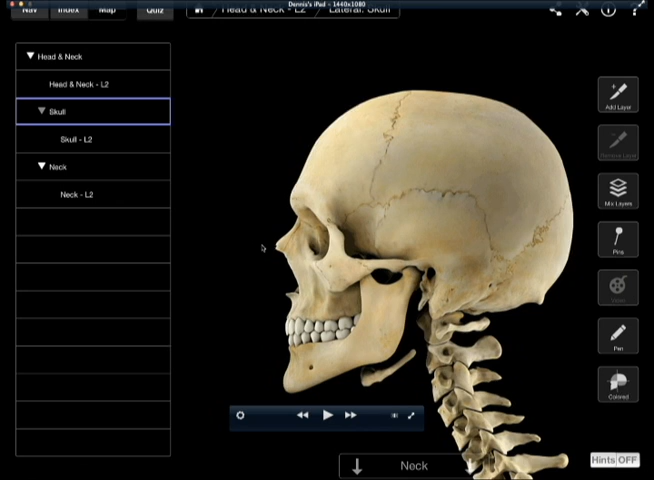 Dennis's iPad - 1440x1080
Nav Index Map Quiz Head & Neck - L2 Lateral: Skull
Head & Neck
Head & Neck - L2
Skull
Skull - L2
Neck
Neck - L2
Add Layer
Remove Layer
Mix Layers
Pins
Video
Pen
Colored
Neck
Hints OFF